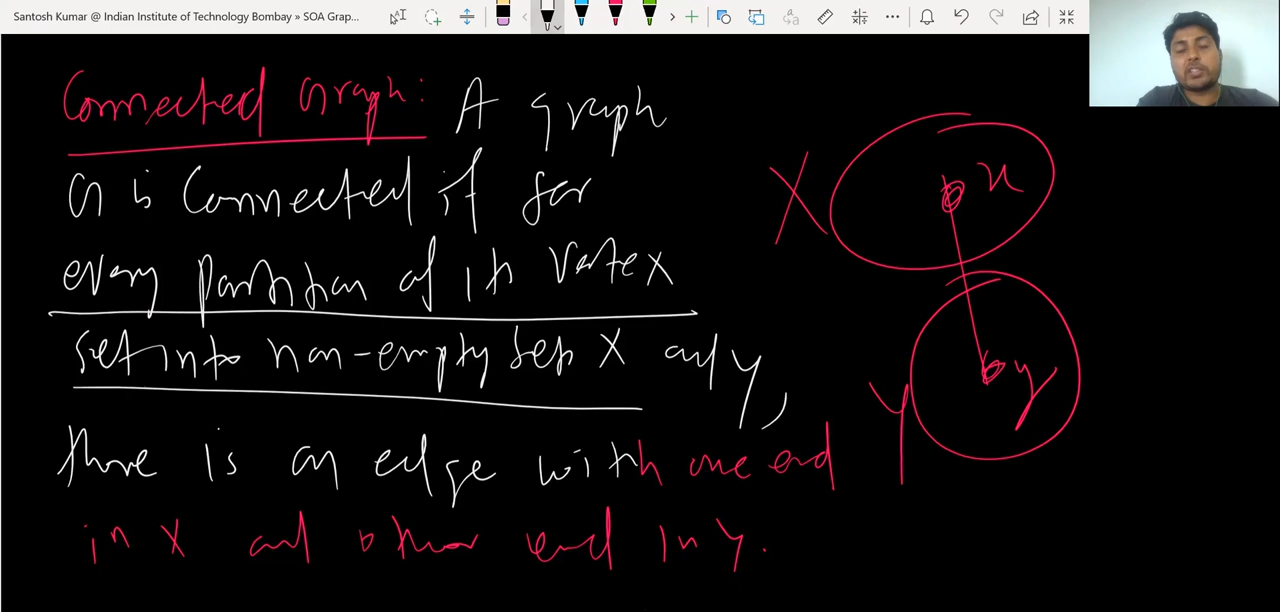 Santosh Kumar @ Indian Institute of Technology Bombay » SOA Grap...
Connected Graph: A graph
G is Connected if for
every partition of its vertex
set into non-empty sets X and Y,
there is an edge with one end
in X and other end in Y.
X
x
Y
y